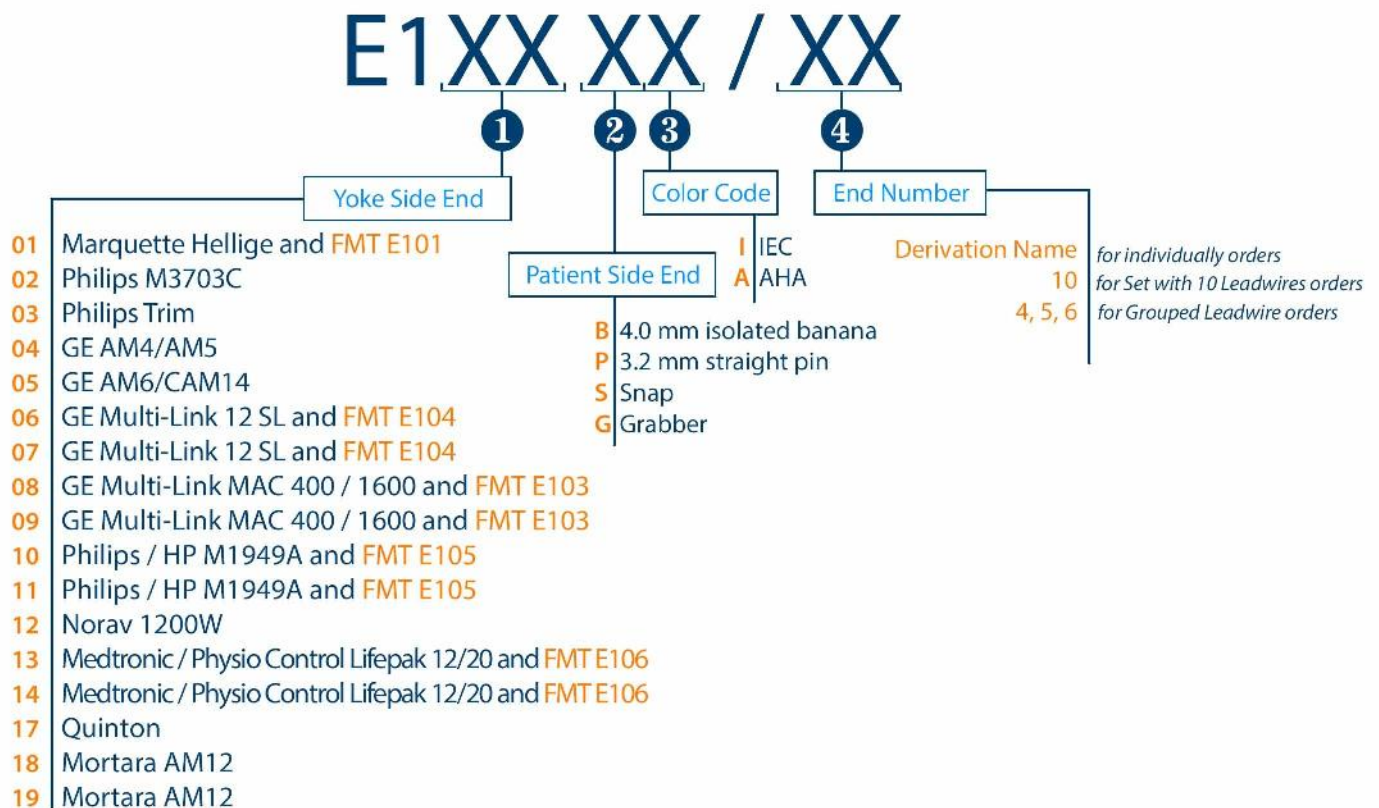 E1XX XX / XX
1 2 3 4
Yoke Side End
Color Code
End Number
Patient Side End
01 Marquette Hellige and FMT E101
02 Philips M3703C
03 Philips Trim
04 GE AM4/AM5
05 GE AM6/CAM14
06 GE Multi-Link 12 SL and FMT E104
07 GE Multi-Link 12 SL and FMT E104
08 GE Multi-Link MAC 400 / 1600 and FMT E103
09 GE Multi-Link MAC 400 / 1600 and FMT E103
10 Philips / HP M1949A and FMT E105
11 Philips / HP M1949A and FMT E105
12 Norav 1200W
13 Medtronic / Physio Control Lifepak 12/20 and FMT E106
14 Medtronic / Physio Control Lifepak 12/20 and FMT E106
17 Quinton
18 Mortara AM12
19 Mortara AM12
B 4.0 mm isolated banana
P 3.2 mm straight pin
S Snap
G Grabber
I IEC
A AHA
Derivation Name for individually orders
10 for Set with 10 Leadwires orders
4, 5, 6 for Grouped Leadwire orders